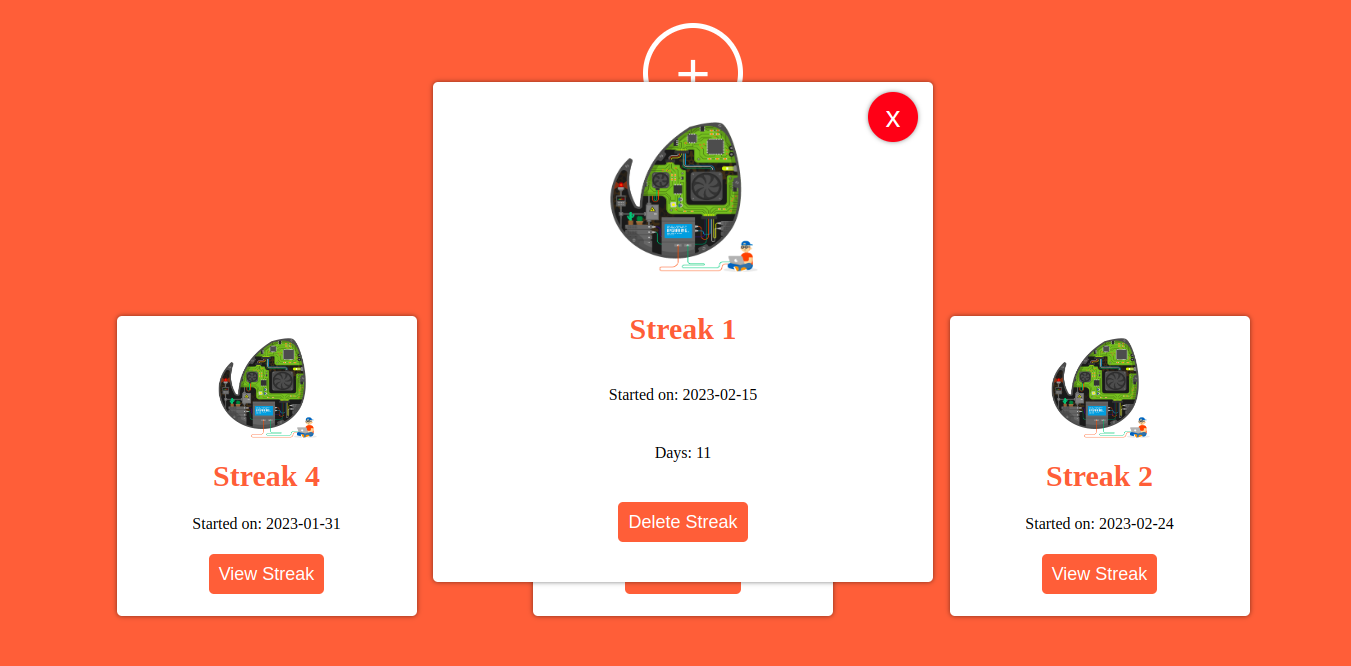 +
x
Streak 1
Started on: 2023-02-15
Days: 11
Delete Streak
Streak 4
Started on: 2023-01-31
View Streak
Streak 2
Started on: 2023-02-24
View Streak